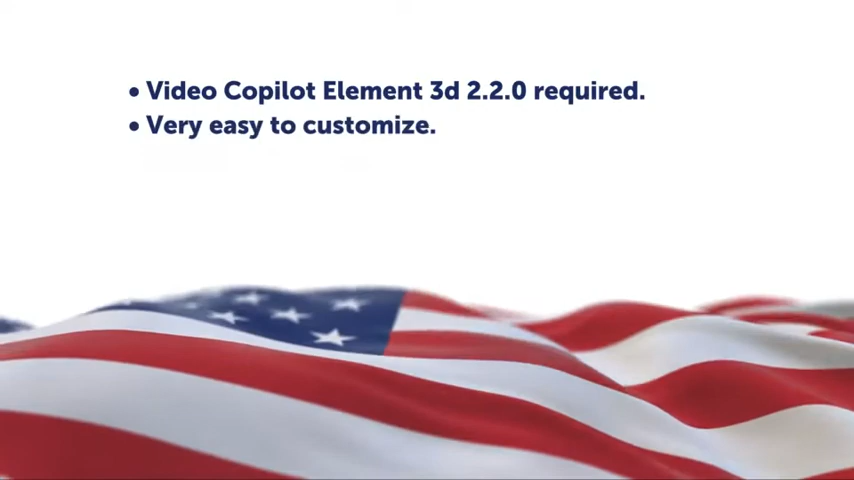 • Video Copilot Element 3d 2.2.0 required.
• Very easy to customize.